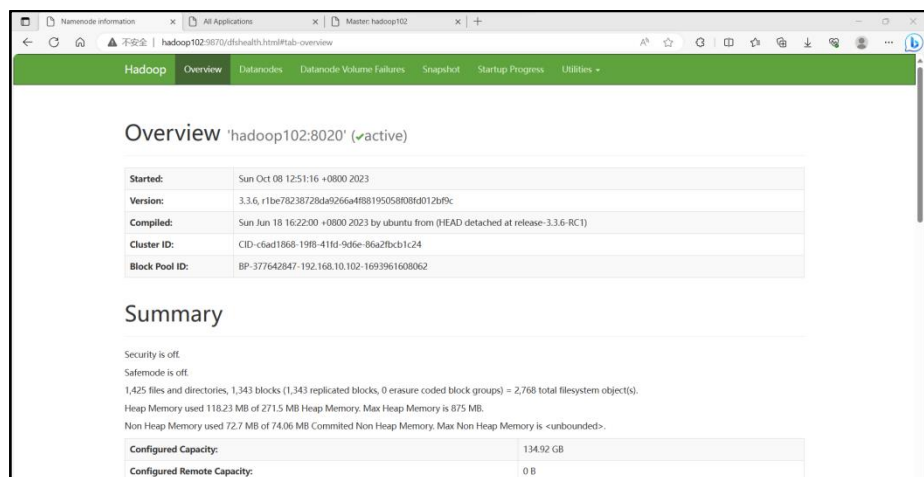 Namenode information
All Applications
Master: hadoop102
不安全 | hadoop102:9870/dfshealth.html#tab-overview
Hadoop Overview Datanodes Datanode Volume Failures Snapshot Startup Progress Utilities
Overview 'hadoop102:8020' (✔active)
Started: Sun Oct 08 12:51:16 +0800 2023
Version: 3.3.6, r1be78238728da9266a4f88195058f08fd012bf9c
Compiled: Sun Jun 18 16:22:00 +0800 2023 by ubuntu from (HEAD detached at release-3.3.6-RC1)
Cluster ID: CID-c6ad1868-19f8-41fd-9d6e-86a2fbcb1c24
Block Pool ID: BP-377642847-192.168.10.102-1693961608062
Summary
Security is off.
Safemode is off.
1,425 files and directories, 1,343 blocks (1,343 replicated blocks, 0 erasure coded block groups) = 2,768 total filesystem object(s).
Heap Memory used 118.23 MB of 271.5 MB Heap Memory. Max Heap Memory is 875 MB.
Non Heap Memory used 72.7 MB of 74.06 MB Commited Non Heap Memory. Max Non Heap Memory is <unbounded>.
Configured Capacity: 134.92 GB
Configured Remote Capacity: 0 B